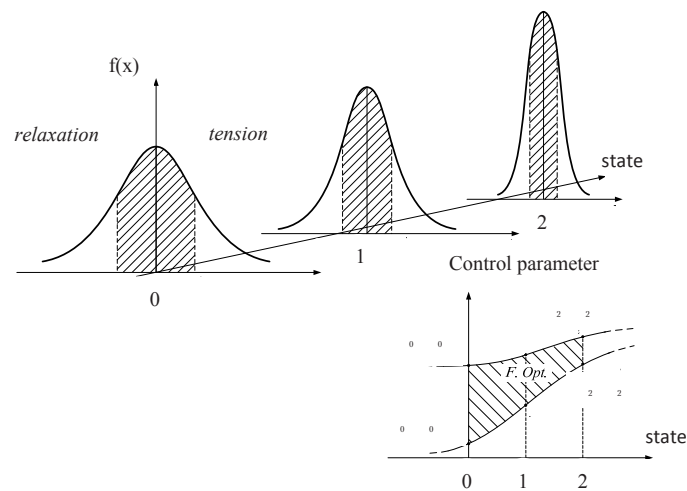 f(x)
relaxation
tension
state
0
1
2
Control parameter
2 2
0 0
F. Opt.
2 2
0 0
state
0 1 2